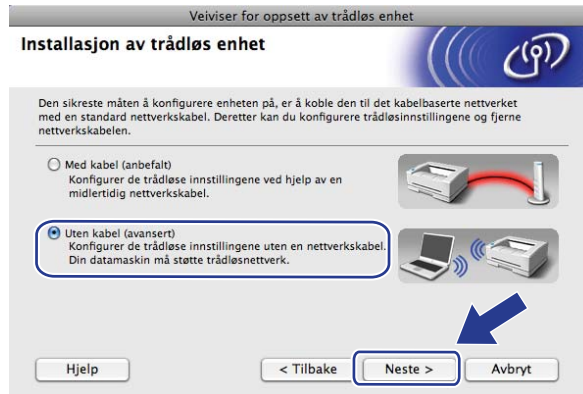 Veiviser for oppsett av trådløs enhet
Installasjon av trådløs enhet
Den sikreste måten å konfigurere enheten på, er å koble den til det kabelbaserte nettverket
med en standard nettverkskabel. Deretter kan du konfigurere trådløsinnstillingene og fjerne
nettverkskabelen.
Med kabel (anbefalt)
Konfigurer de trådløse innstillingene ved hjelp av en
midlertidig nettverkskabel.
Uten kabel (avansert)
Konfigurer de trådløse innstillingene uten en nettverkskabel.
Din datamaskin må støtte trådløsnettverk.
Hjelp
< Tilbake
Neste >
Avbryt